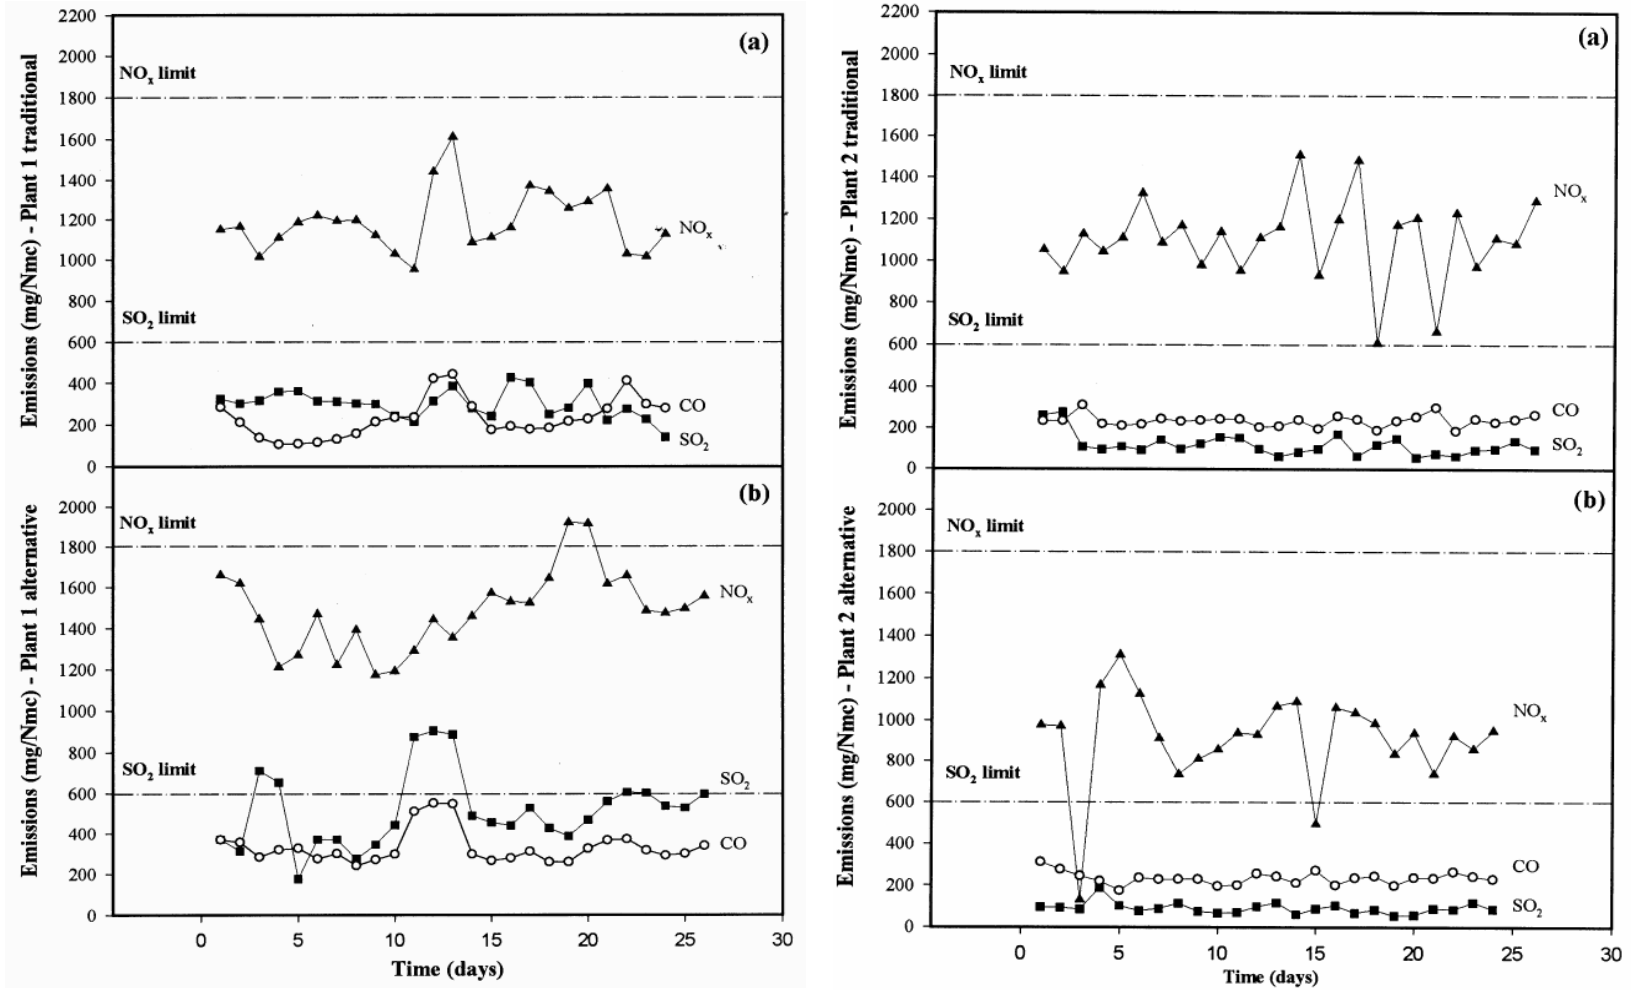 Emissions (mg/Nmc) - Plant 1 traditional
2200
2000
1800
1600
1400
1200
1000
800
600
400
200
0
(a)
NOx limit
SO2 limit
NOx
CO
SO2
Emissions (mg/Nmc) - Plant 1 alternative
2000
1800
1600
1400
1200
1000
800
600
400
200
0
(b)
NOx limit
SO2 limit
NOx
SO2
CO
0 5 10 15 20 25 30
Time (days)
Emissions (mg/Nmc) - Plant 2 traditional
2200
2000
1800
1600
1400
1200
1000
800
600
400
200
0
(a)
NOx limit
SO2 limit
NOx
CO
SO2
Emissions (mg/Nmc) - Plant 2 alternative
2000
1800
1600
1400
1200
1000
800
600
400
200
0
(b)
NOx limit
SO2 limit
NOx
CO
SO2
0 5 10 15 20 25 30
Time (days)